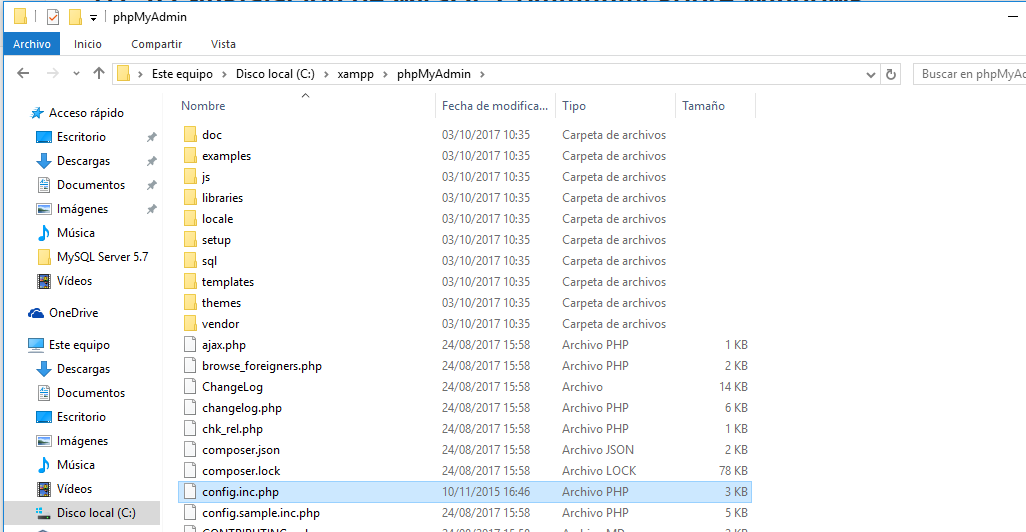 phpMyAdmin
Archivo Inicio Compartir Vista
Este equipo Disco local (C:) xampp phpMyAdmin Buscar en phpMyAd
Nombre Fecha de modifica... Tipo Tamaño
Acceso rápido
Escritorio
Descargas
Documentos
Imágenes
Música
MySQL Server 5.7
Vídeos
OneDrive
Este equipo
Descargas
Documentos
Escritorio
Imágenes
Música
Vídeos
Disco local (C:)
doc 03/10/2017 10:35 Carpeta de archivos
examples 03/10/2017 10:35 Carpeta de archivos
js 03/10/2017 10:35 Carpeta de archivos
libraries 03/10/2017 10:35 Carpeta de archivos
locale 03/10/2017 10:35 Carpeta de archivos
setup 03/10/2017 10:35 Carpeta de archivos
sql 03/10/2017 10:35 Carpeta de archivos
templates 03/10/2017 10:35 Carpeta de archivos
themes 03/10/2017 10:35 Carpeta de archivos
vendor 03/10/2017 10:35 Carpeta de archivos
ajax.php 24/08/2017 15:58 Archivo PHP 1 KB
browse_foreigners.php 24/08/2017 15:58 Archivo PHP 2 KB
ChangeLog 24/08/2017 15:58 Archivo 14 KB
changelog.php 24/08/2017 15:58 Archivo PHP 6 KB
chk_rel.php 24/08/2017 15:58 Archivo PHP 1 KB
composer.json 24/08/2017 15:58 Archivo JSON 2 KB
composer.lock 24/08/2017 15:58 Archivo LOCK 78 KB
config.inc.php 10/11/2015 16:46 Archivo PHP 3 KB
config.sample.inc.php 24/08/2017 15:58 Archivo PHP 5 KB